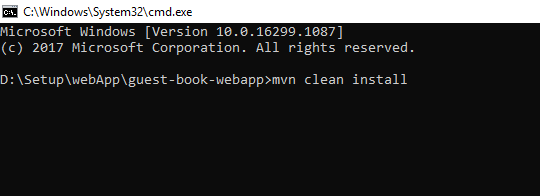 C:\Windows\System32\cmd.exe
Microsoft Windows [Version 10.0.16299.1087]
(c) 2017 Microsoft Corporation. All rights reserved.
D:\Setup\webApp\guest-book-webapp>mvn clean install